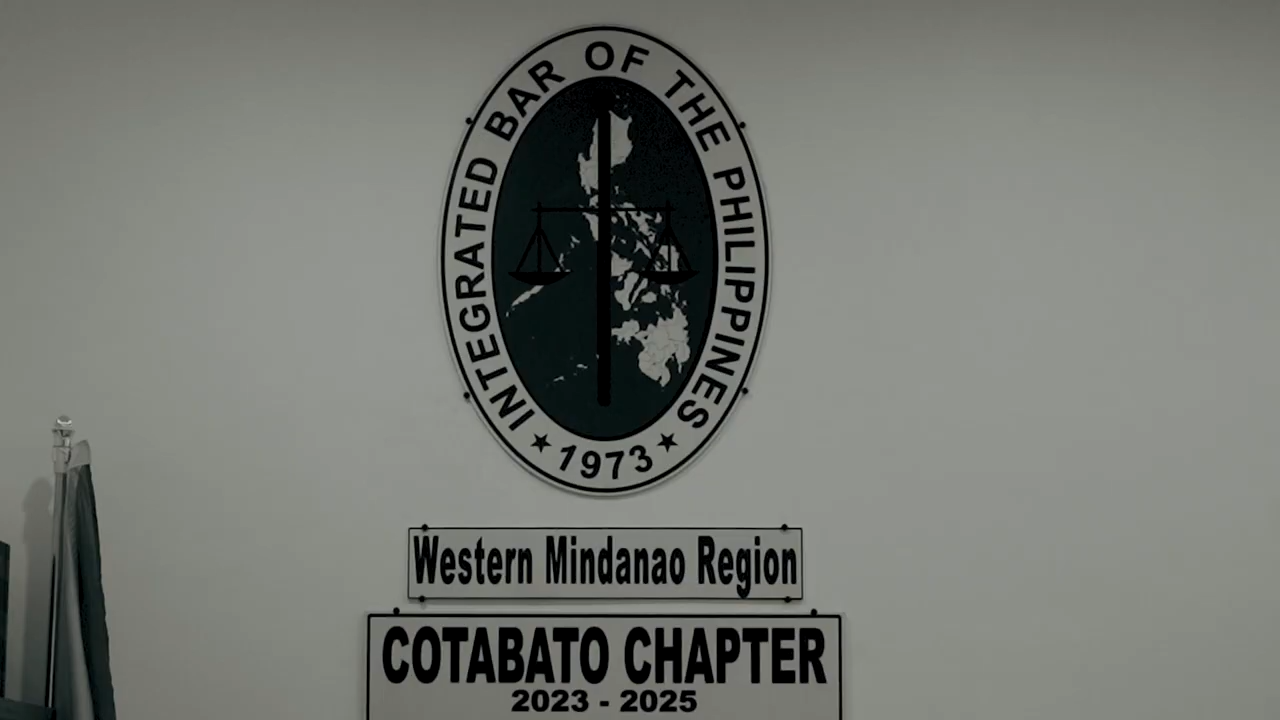 INTEGRATED BAR OF THE PHILIPPINES
★ 1973 ★
Western Mindanao Region
COTABATO CHAPTER
2023 - 2025